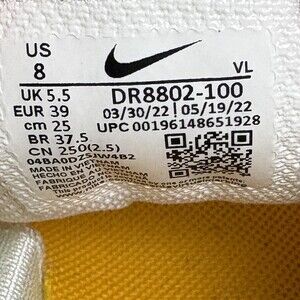 US
8
VL
UK 5.5
EUR 39
cm 25
BR 37.5
CN 250(2.5)
DR8802-100
03/30/22 | 05/19/22
UPC 00196148651928
MADE IN VIETNAM
HECHO EN VIETNAM